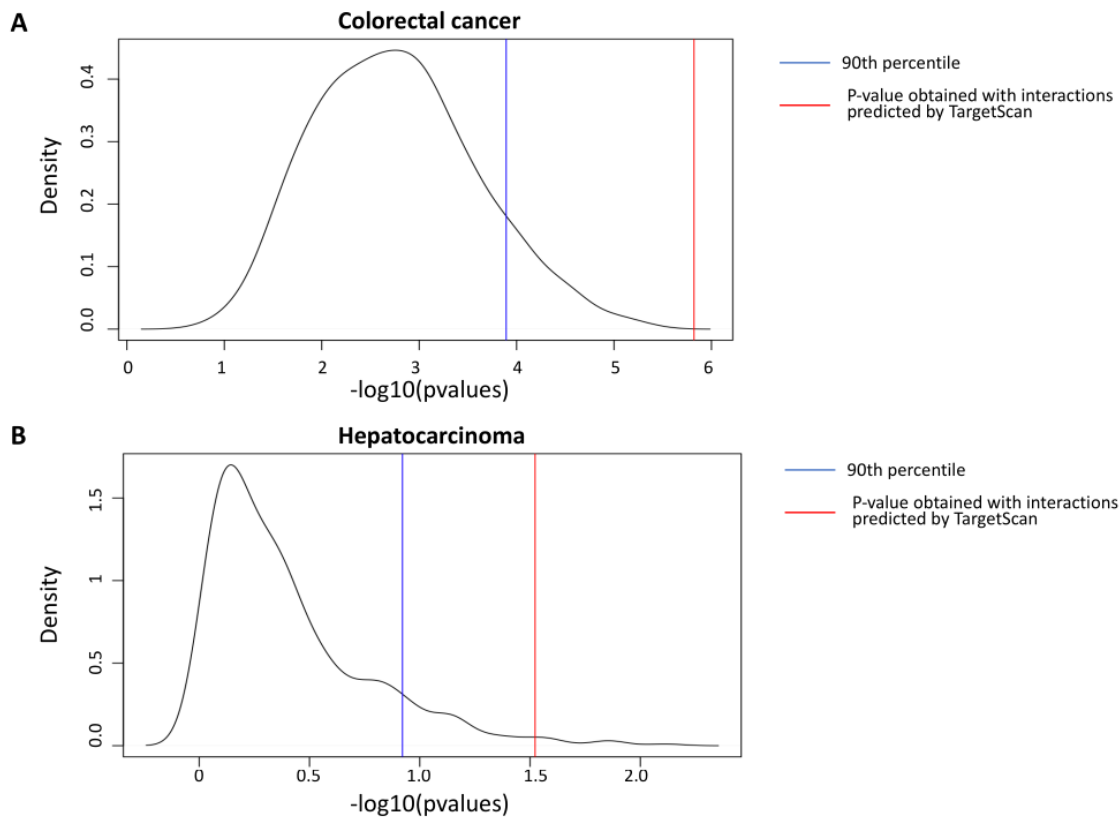 A
Colorectal cancer
Density
0.0
0.1
0.2
0.3
0.4
0
1
2
3
4
5
6
-log10(pvalues)
90th percentile
P-value obtained with interactions
predicted by TargetScan
B
Hepatocarcinoma
Density
0.0
0.5
1
1.5
0
0.5
1.0
1.5
2.0
-log10(pvalues)
90th percentile
P-value obtained with interactions
predicted by TargetScan